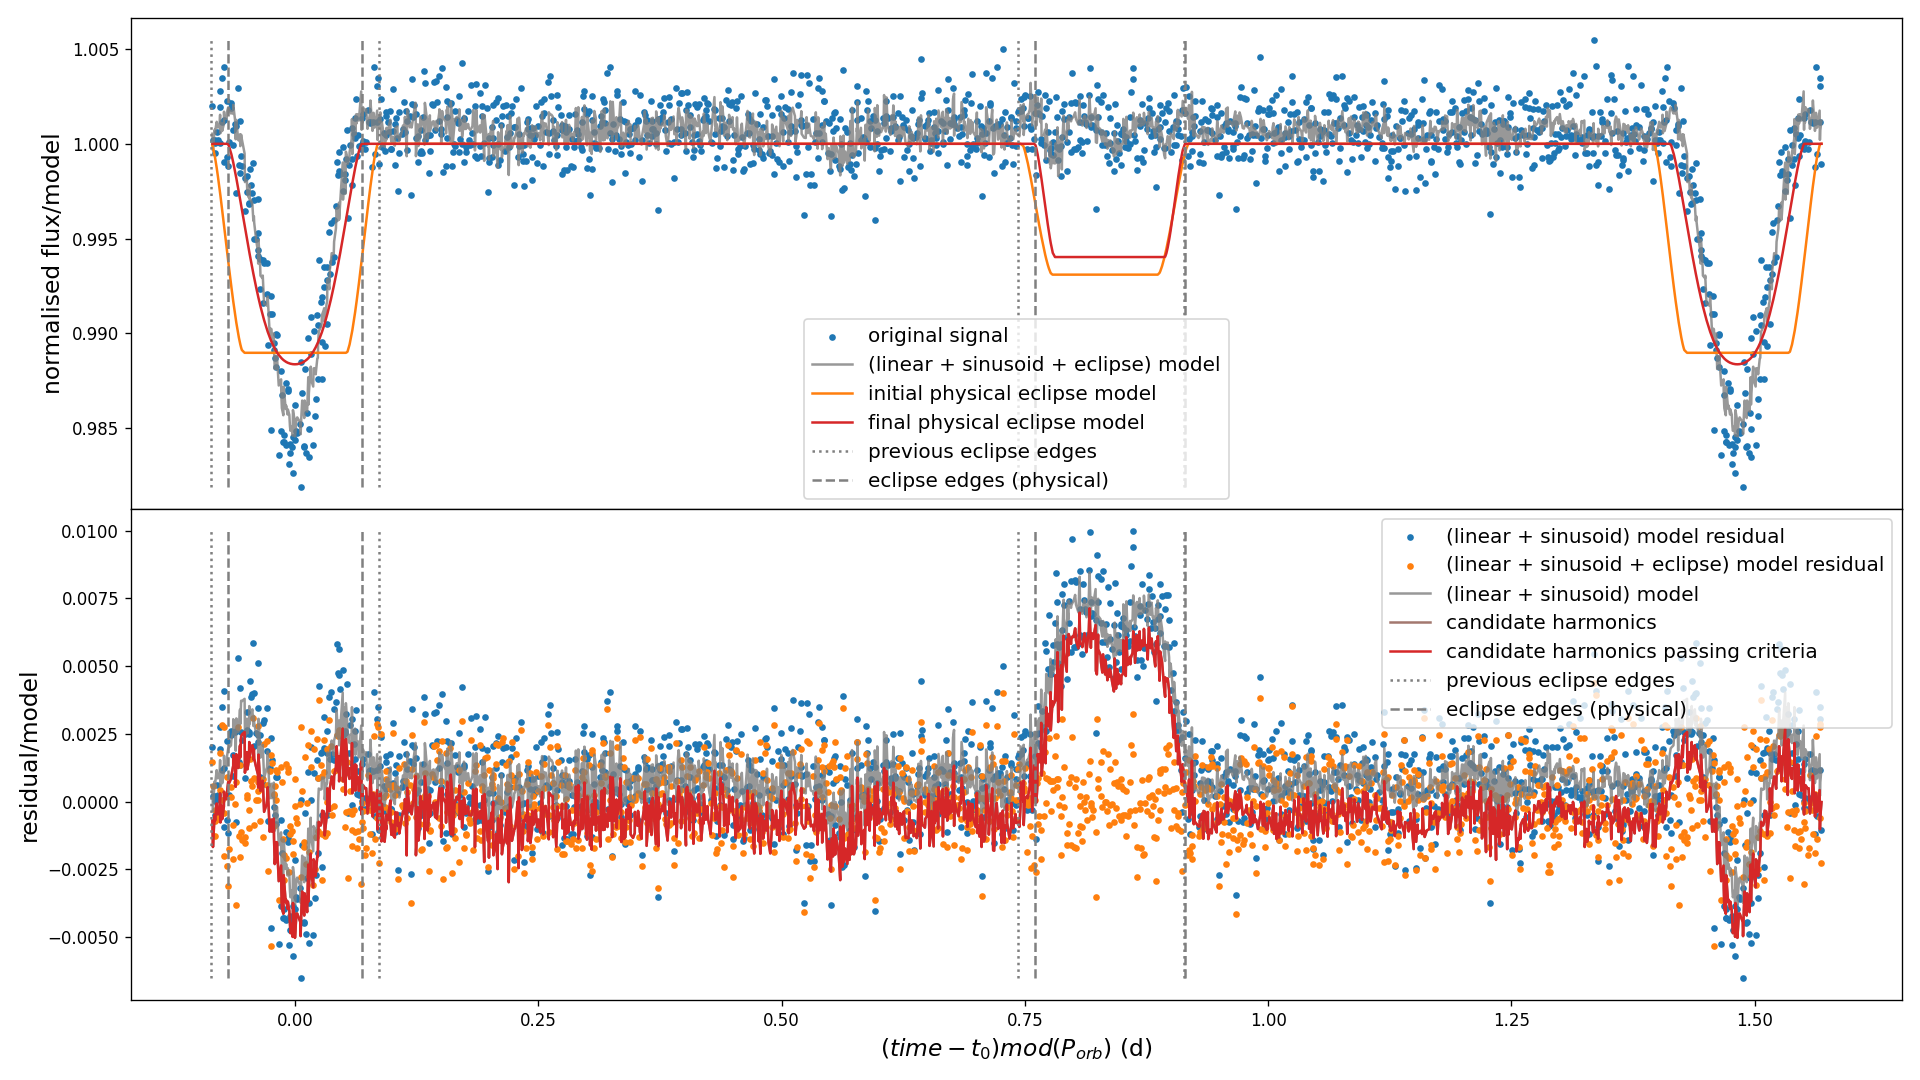 normalised flux/model
1.005
1.000
0.995
0.990
0.985
original signal
(linear + sinusoid + eclipse) model
initial physical eclipse model
final physical eclipse model
previous eclipse edges
eclipse edges (physical)
residual/model
0.0100
0.0075
0.0050
0.0025
0.0000
−0.0025
−0.0050
(linear + sinusoid) model residual
(linear + sinusoid + eclipse) model residual
(linear + sinusoid) model
candidate harmonics
candidate harmonics passing criteria
previous eclipse edges
eclipse edges (physical)
0.00 0.25 0.50 0.75 1.00 1.25 1.50
(time − t₀)mod(Pₒᵣb) (d)